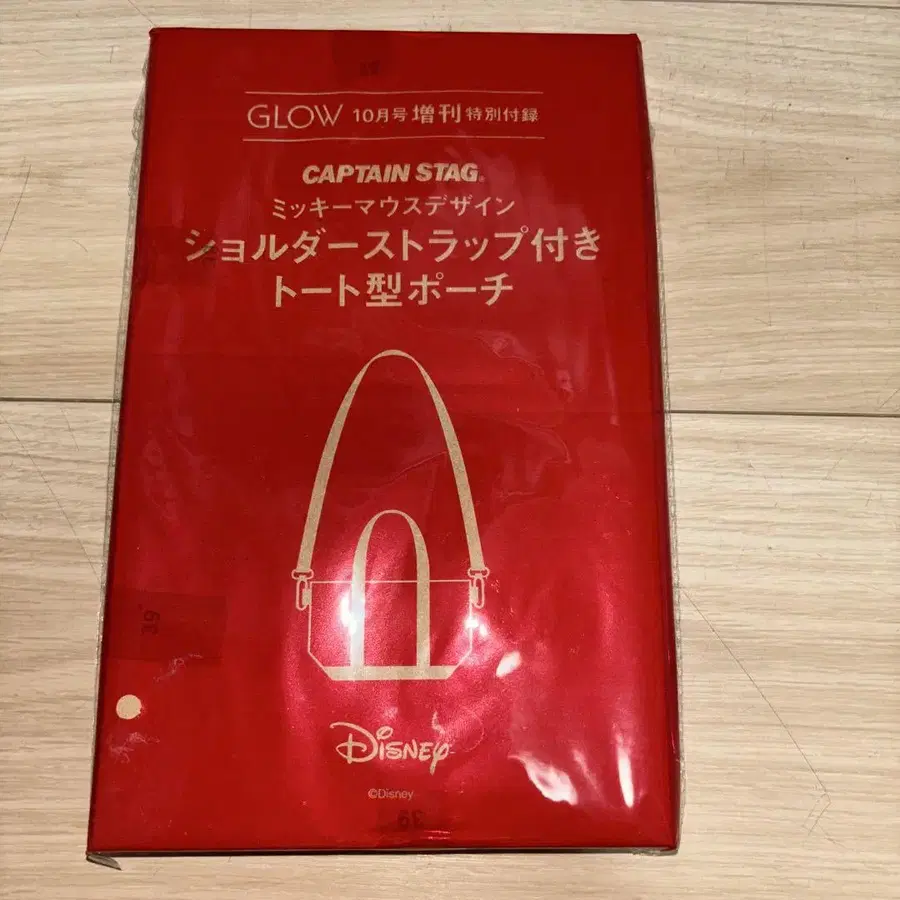 GLOW 10月号 増刊 特別付録
CAPTAIN STAG®
ミッキーマウスデザイン
ショルダーストラップ付き
トート型ポーチ
39
Disney
©Disney
39